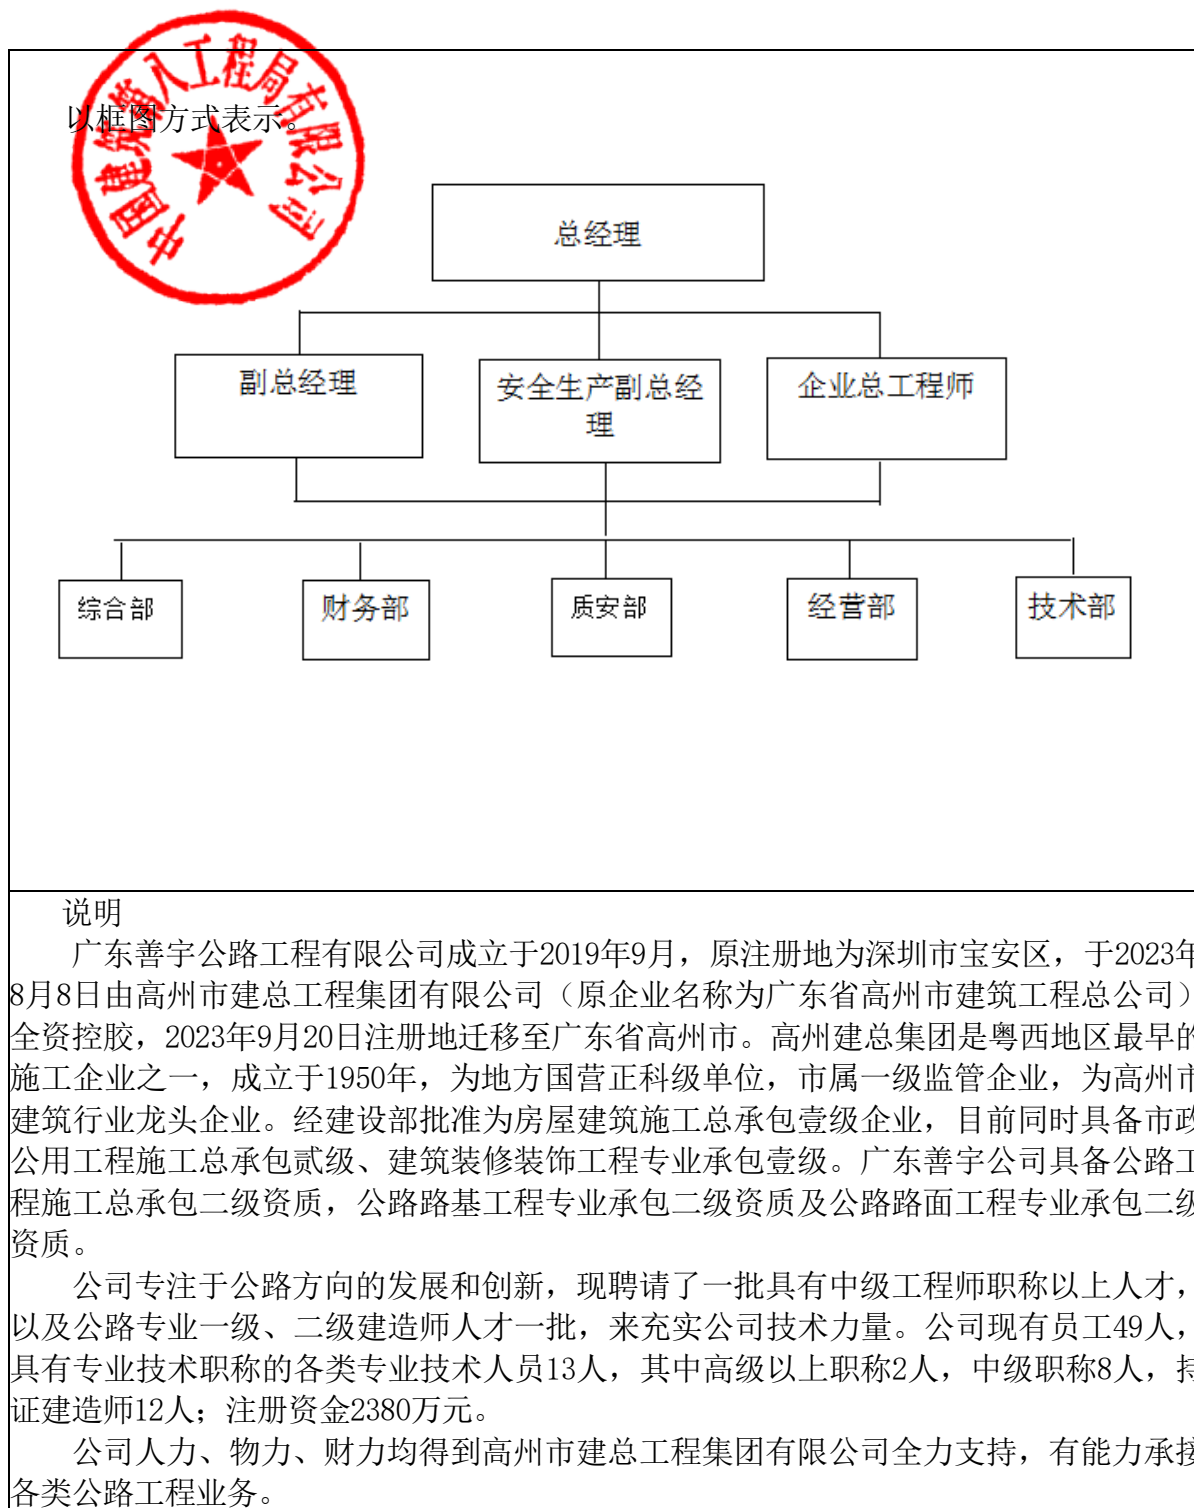 中国建筑第八工程局有限公司
以框图方式表示。
总经理
副总经理
安全生产副总经
理
企业总工程师
综合部
财务部
质安部
经营部
技术部
说明
广东善宇公路工程有限公司成立于2019年9月，原注册地为深圳市宝安区，于2023年
8月8日由高州市建总工程集团有限公司（原企业名称为广东省高州市建筑工程总公司）
全资控胶，2023年9月20日注册地迁移至广东省高州市。高州建总集团是粤西地区最早的
施工企业之一，成立于1950年，为地方国营正科级单位，市属一级监管企业，为高州市
建筑行业龙头企业。经建设部批准为房屋建筑施工总承包壹级企业，目前同时具备市政
公用工程施工总承包贰级、建筑装修装饰工程专业承包壹级。广东善宇公司具备公路工
程施工总承包二级资质，公路路基工程专业承包二级资质及公路路面工程专业承包二级
资质。
公司专注于公路方向的发展和创新，现聘请了一批具有中级工程师职称以上人才，
以及公路专业一级、二级建造师人才一批，来充实公司技术力量。公司现有员工49人，
具有专业技术职称的各类专业技术人员13人，其中高级以上职称2人，中级职称8人，持
证建造师12人；注册资金2380万元。
公司人力、物力、财力均得到高州市建总工程集团有限公司全力支持，有能力承接
各类公路工程业务。